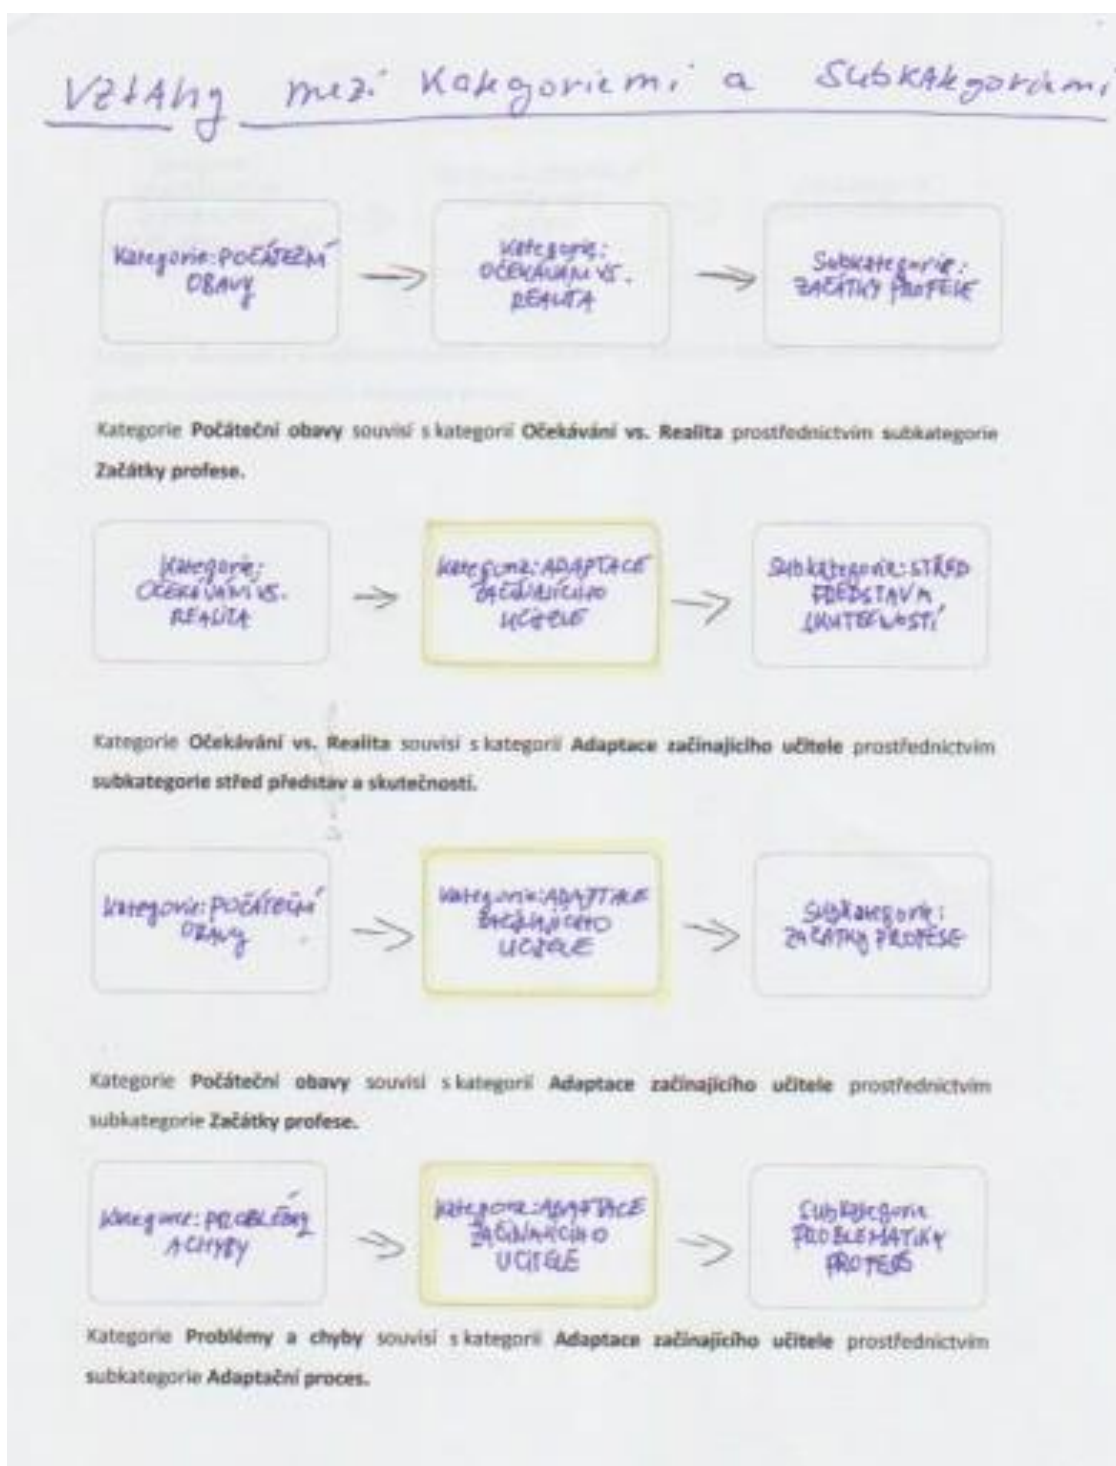 Vztahy mezi kategoriemi a subkategoriemi
Kategorie: POČÁTEČNÍ
OBAVY
Kategorie:
OČEKÁVÁNÍ VS.
REALITA
Subkategorie:
ZAČÁTKY PROFESE
Kategorie Počáteční obavy souvisí s kategorií Očekávání vs. Realita prostřednictvím subkategorie
Začátky profese.
Kategorie:
OČEKÁVÁNÍ VS.
REALITA
Kategorie: ADAPTACE
ZAČÍNAJÍCÍHO
UČITELE
Subkategorie: STŘED
SKUTEČNOSTÍ
Kategorie Očekávání vs. Realita souvisí s kategorií Adaptace začínajícího učitele prostřednictvím
subkategorie střed představ a skutečností.
Kategorie: POČÁTEČNÍ
OBAVY
Kategorie: ADAPTACE
ZAČÍNAJÍCÍHO
UČITELE
Subkategorie:
ZAČÁTKY PROFESE
Kategorie Počáteční obavy souvisí s kategorií Adaptace začínajícího učitele prostřednictvím
subkategorie Začátky profese.
Kategorie: PROBLÉMY
A CHYBY
Kategorie: ADAPTACE
ZAČÍNAJÍCÍHO
UČITELE
Subkategorie
PROBLEMATIKY
Kategorie Problémy a chyby souvisí s kategorií Adaptace začínajícího učitele prostřednictvím
subkategorie Adaptační proces.